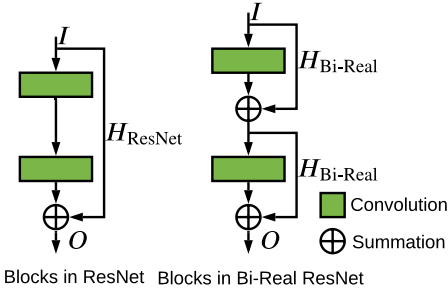 I
H_ResNet
O
Blocks in ResNet
I
H_Bi-Real
H_Bi-Real
O
Blocks in Bi-Real ResNet
Convolution
Summation